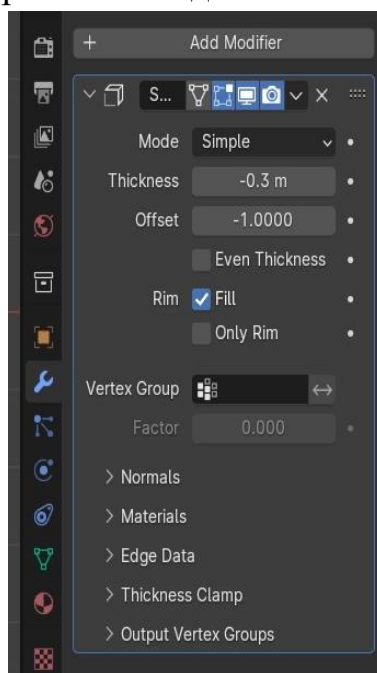 + Add Modifier
S...
Mode Simple
Thickness -0.3 m
Offset -1.0000
Even Thickness
Rim Fill
Only Rim
Vertex Group
Factor 0.000
Normals
Materials
Edge Data
Thickness Clamp
Output Vertex Groups